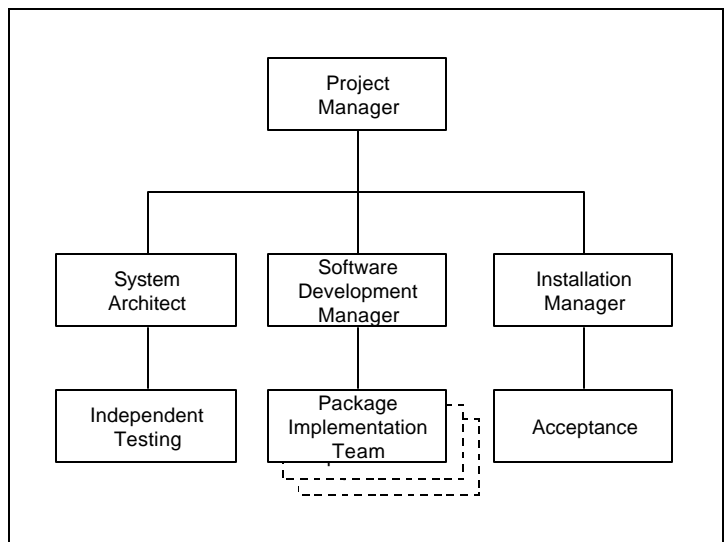 Project
Manager
System
Architect
Software
Development
Manager
Installation
Manager
Independent
Testing
Package
Implementation
Team
Acceptance